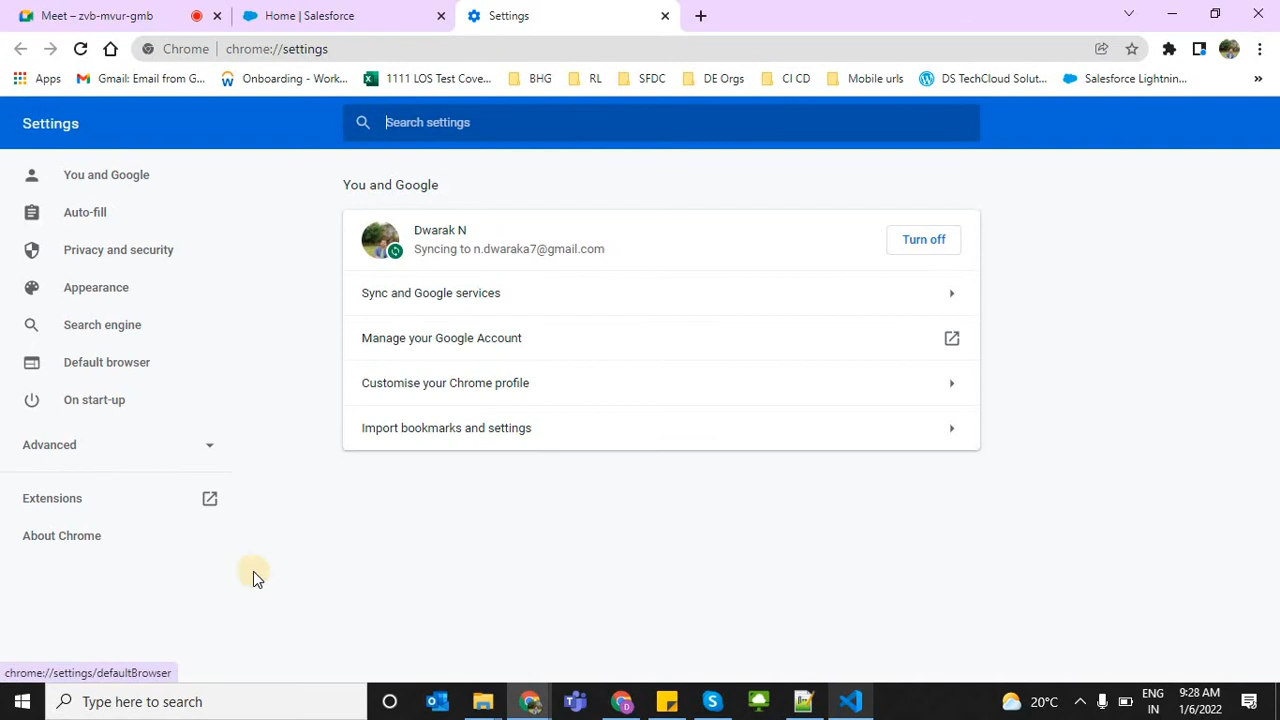 Meet – zvb-mvur-gmb
Home | Salesforce
Settings
Chrome
chrome://settings
Apps
Gmail: Email from G...
Onboarding - Work...
1111 LOS Test Cove...
BHG
RL
SFDC
DE Orgs
CI CD
Mobile urls
DS TechCloud Solut...
Salesforce Lightnin...
»
Settings
Search settings
You and Google
Auto-fill
Privacy and security
Appearance
Search engine
Default browser
On start-up
Advanced
Extensions
About Chrome
You and Google
Dwarak N
Syncing to n.dwaraka7@gmail.com
Turn off
Sync and Google services
Manage your Google Account
Customise your Chrome profile
Import bookmarks and settings
chrome://settings/defaultBrowser
Type here to search
20°C
ENG
IN
9:28 AM
1/6/2022